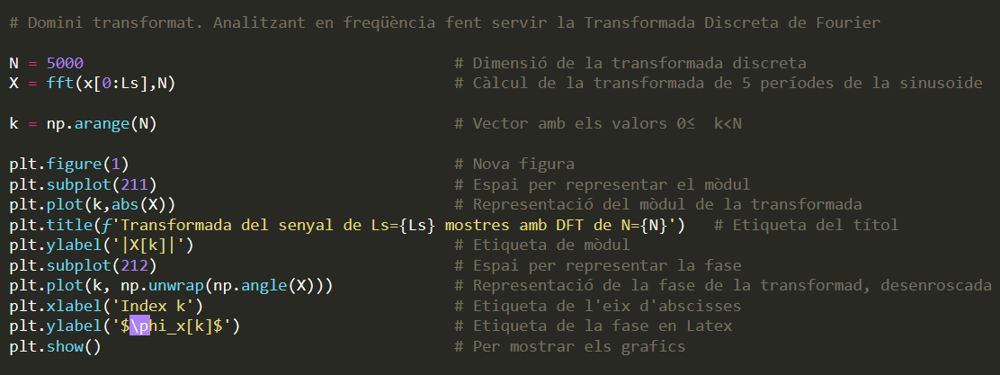 # Domini transformat. Analitzant en freqüència fent servir la Transformada Discreta de Fourier
N = 5000 # Dimensió de la transformada discreta
X = fft(x[0:Ls],N) # Càlcul de la transformada de 5 períodes de la sinusoide
k = np.arange(N) # Vector amb els valors 0≤ k<N
plt.figure(1) # Nova figura
plt.subplot(211) # Espai per representar el mòdul
plt.plot(k,abs(X)) # Representació del mòdul de la transformada
plt.title(f'Transformada del senyal de Ls={Ls} mostres amb DFT de N={N}') # Etiqueta del títol
plt.ylabel('|X[k]|') # Etiqueta de mòdul
plt.subplot(212) # Espai per representar la fase
plt.plot(k, np.unwrap(np.angle(X))) # Representació de la fase de la transformad, desenroscada
plt.xlabel('Index k') # Etiqueta de l'eix d'abscisses
plt.ylabel('$\phi_x[k]$') # Etiqueta de la fase en Latex
plt.show() # Per mostrar els grafics